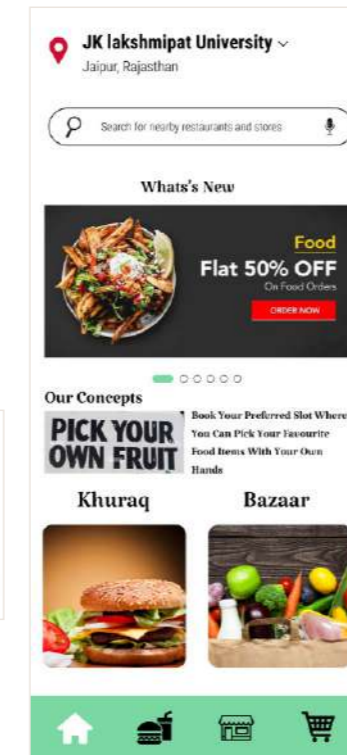 JK lakshmipat University
Jaipur, Rajasthan
Search for nearby restaurants and stores
Whats's New
Food
Flat 50% OFF
On Food Orders
ORDER NOW
Our Concepts
PICK YOUR
OWN FRUIT
Book Your Preferred Slot Where
You Can Pick Your Favourite
Food Items With Your Own
Hands
Khuraq
Bazaar